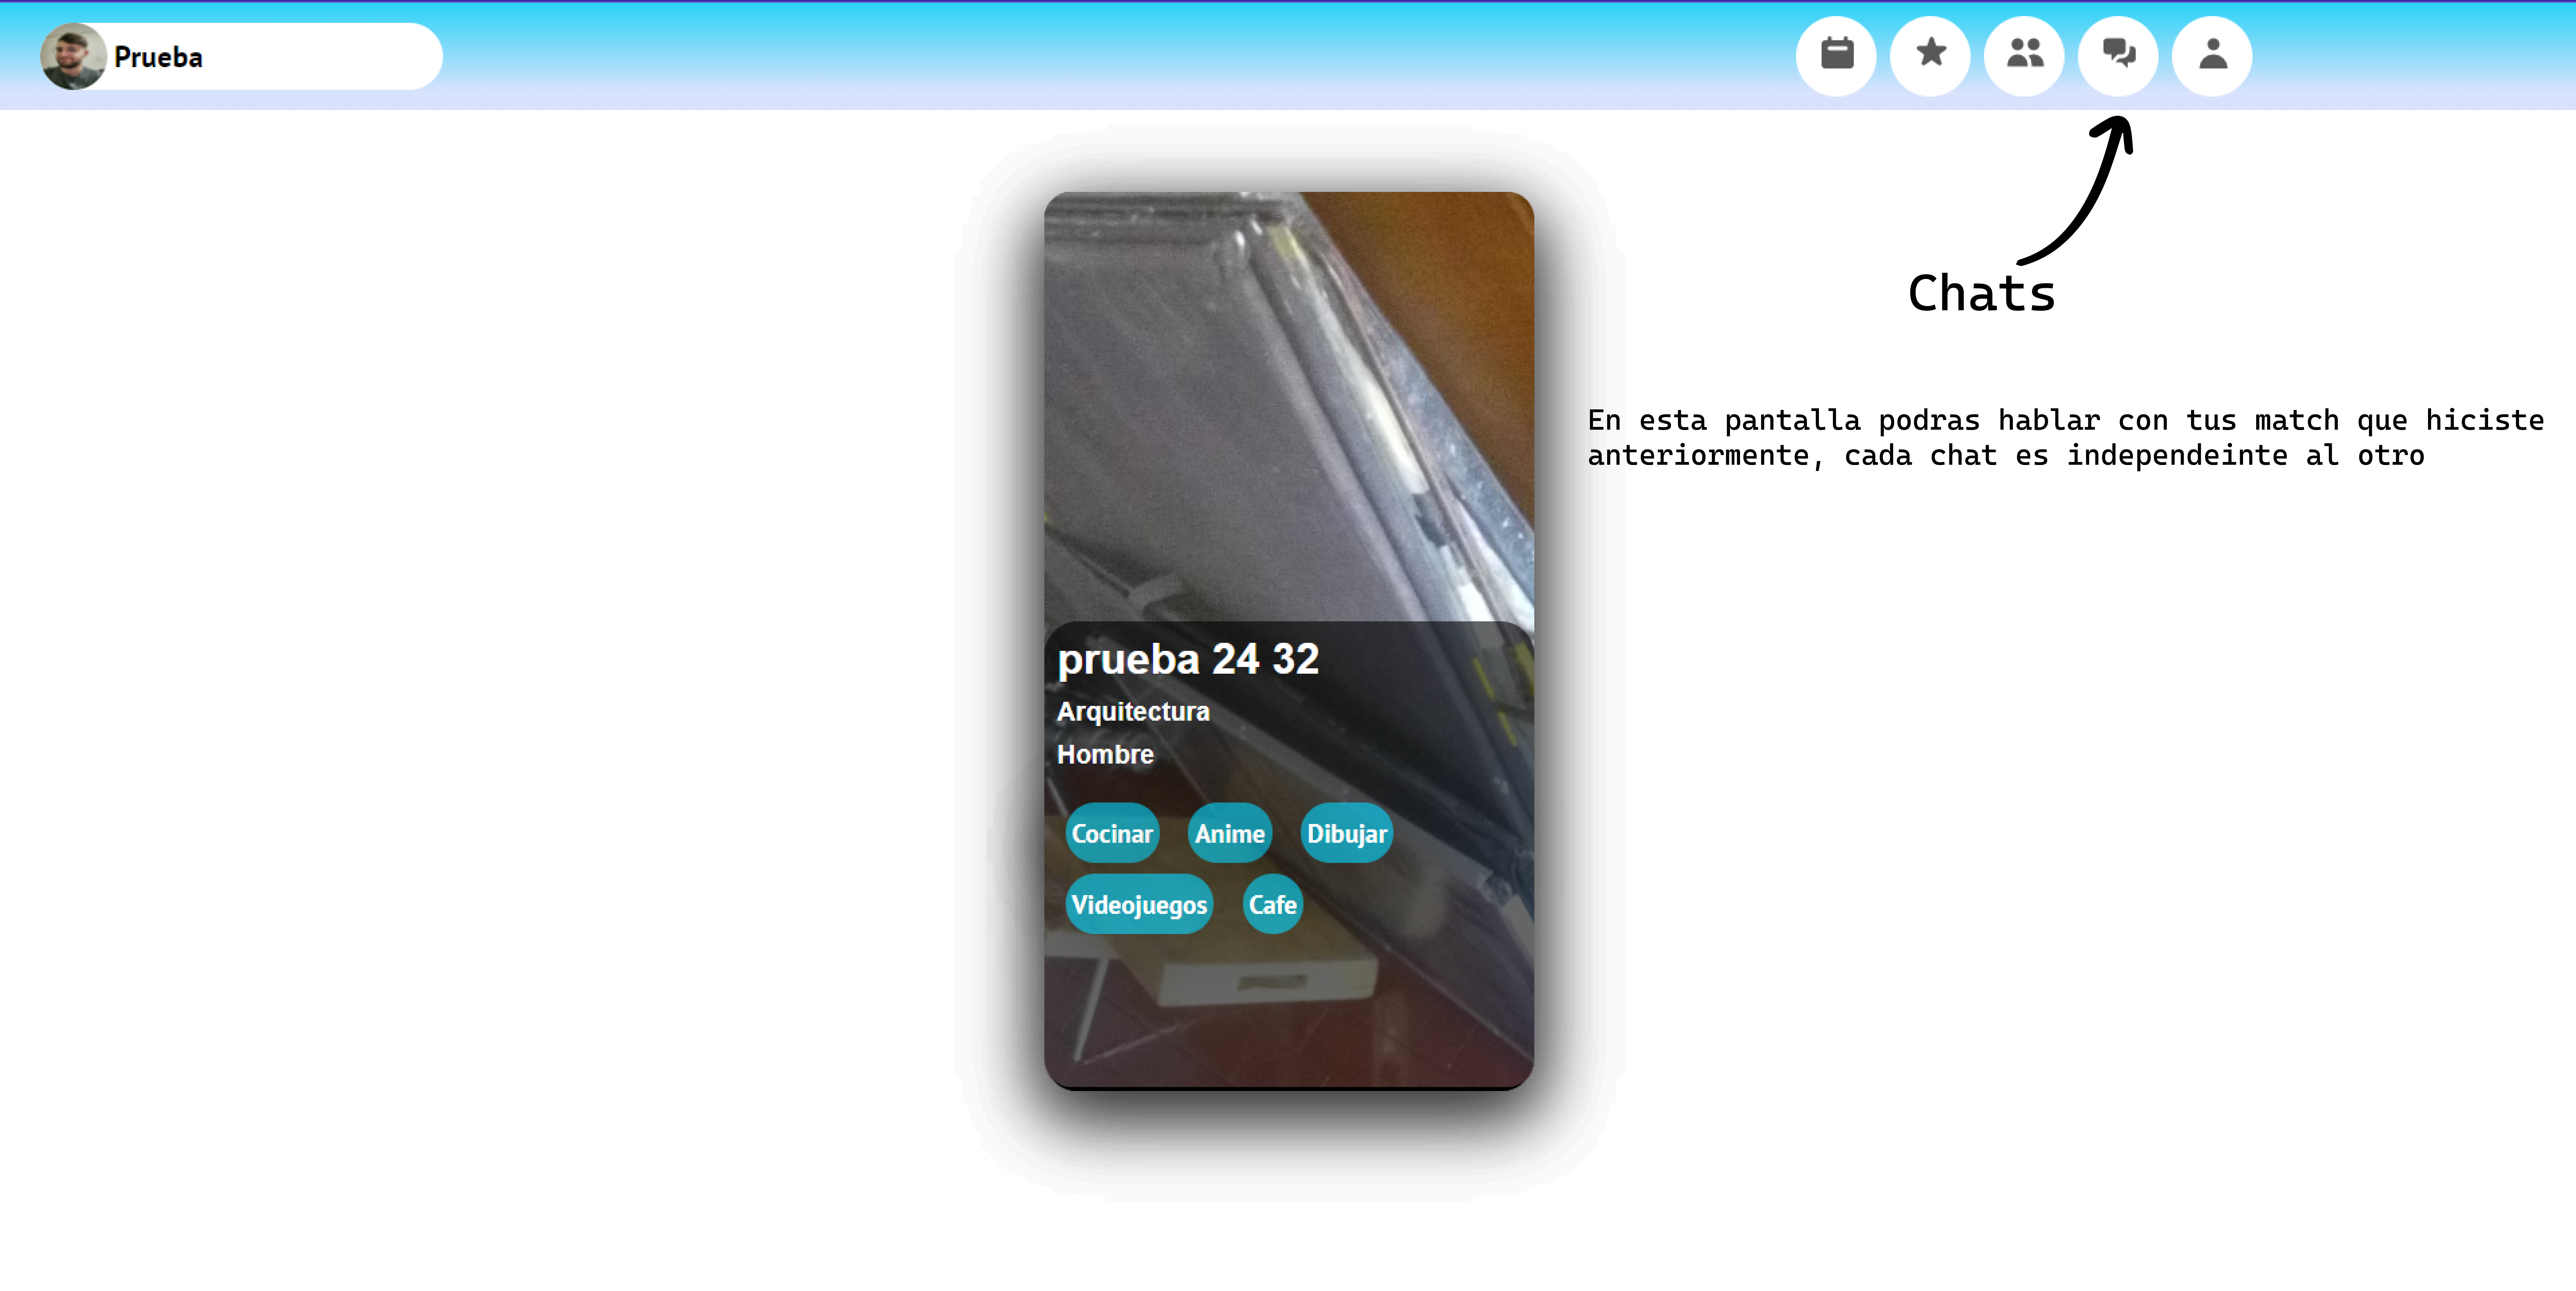 Prueba
Chats
En esta pantalla podras hablar con tus match que hiciste
anteriormente, cada chat es independeinte al otro
prueba 24 32
Arquitectura
Hombre
Cocinar Anime Dibujar
Videojuegos Cafe